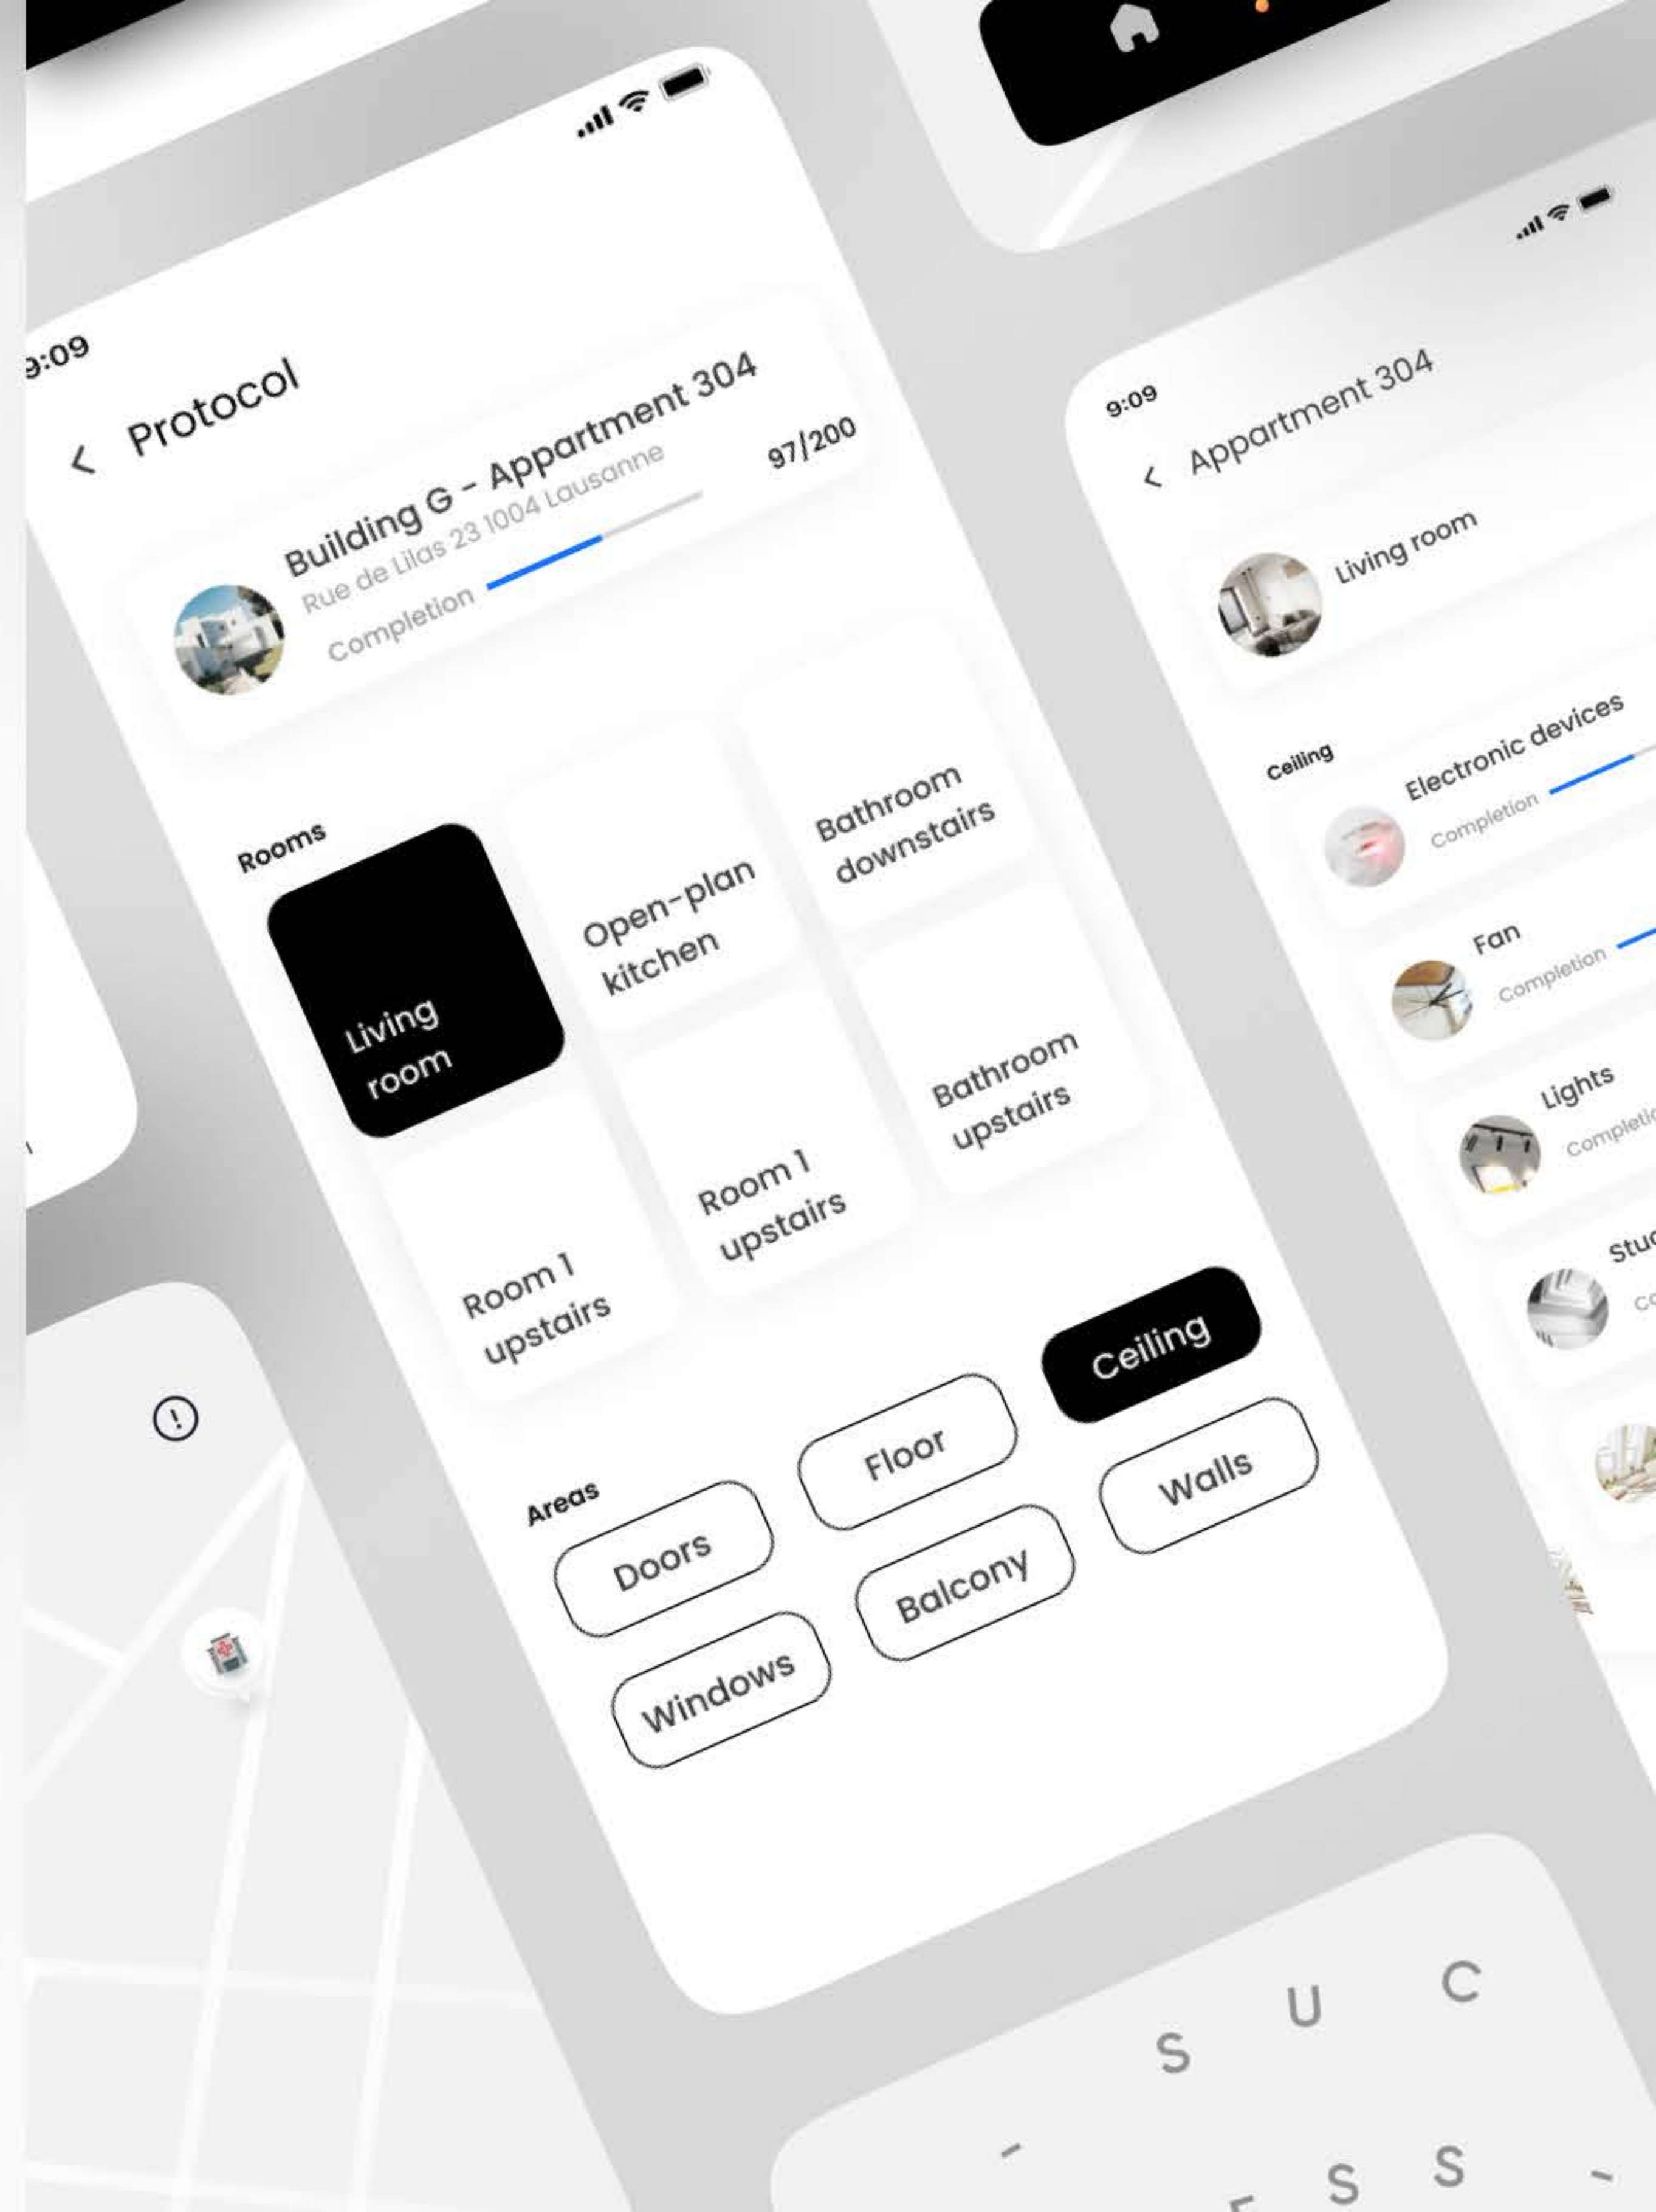 9:09
Protocol
Building G - Appartment 304
Rue de Lilas 23 1004 Lausanne
Completion
97/200
Rooms
Living
room
Open-plan
kitchen
Bathroom
downstairs
Room 1
upstairs
Room 1
upstairs
Bathroom
upstairs
Areas
Doors
Floor
Ceiling
Windows
Balcony
Walls
9:09
Appartment 304
Living room
Ceiling
Electronic devices
Completion
Fan
Completion
Lights
S U C
S S